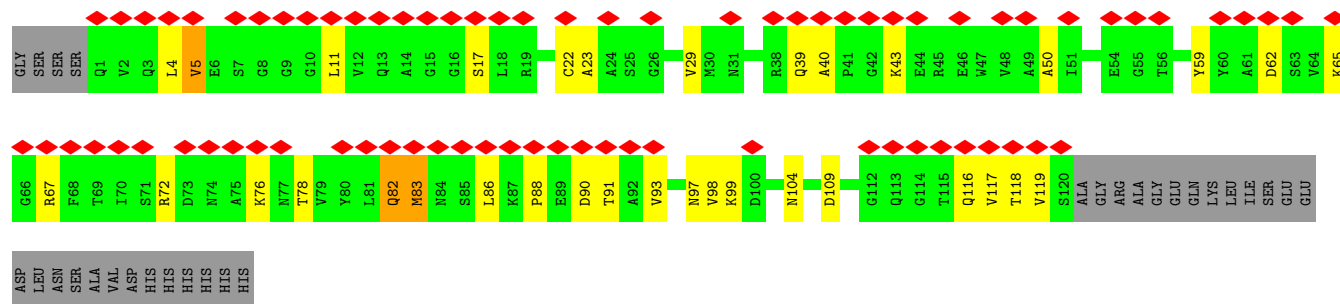 GLY SER SER SER Q1 V2 Q3 L4 V5 E6 S7 G8 G9 G10 L11 V12 Q13 A14 G15 G16 S17 L18 R19 C22 A23 A24 S25 G26 V29 M30 N31 R38 Q39 A40 P41 G42 K43 E44 R45 E46 W47 V48 A49 A50 I51 E54 G55 T56 Y59 Y60 A61 D62 S63 V64 K65
G66 R67 F68 T69 I70 S71 R72 D73 N74 A75 K76 N77 T78 V79 Y80 L81 Q82 M83 N84 S85 L86 K87 P88 E89 D90 T91 A92 V93 N97 V98 K99 D100 N104 D109 G112 Q113 G114 T115 Q116 V117 T118 V119 S120 ALA GLY ARG ALA GLY GLU GLN LYS LEU ILE SER GLU GLU
ASP LEU ASN SER ALA VAL ASP HIS HIS HIS HIS HIS HIS